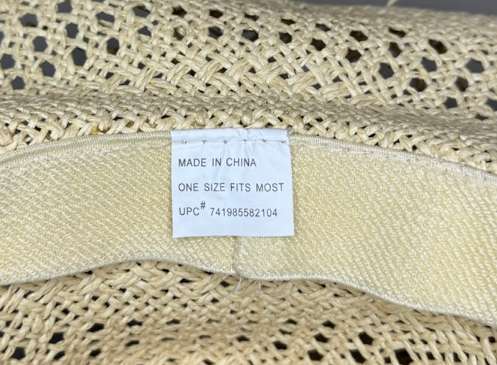 MADE IN CHINA
ONE SIZE FITS MOST
UPC# 741985582104